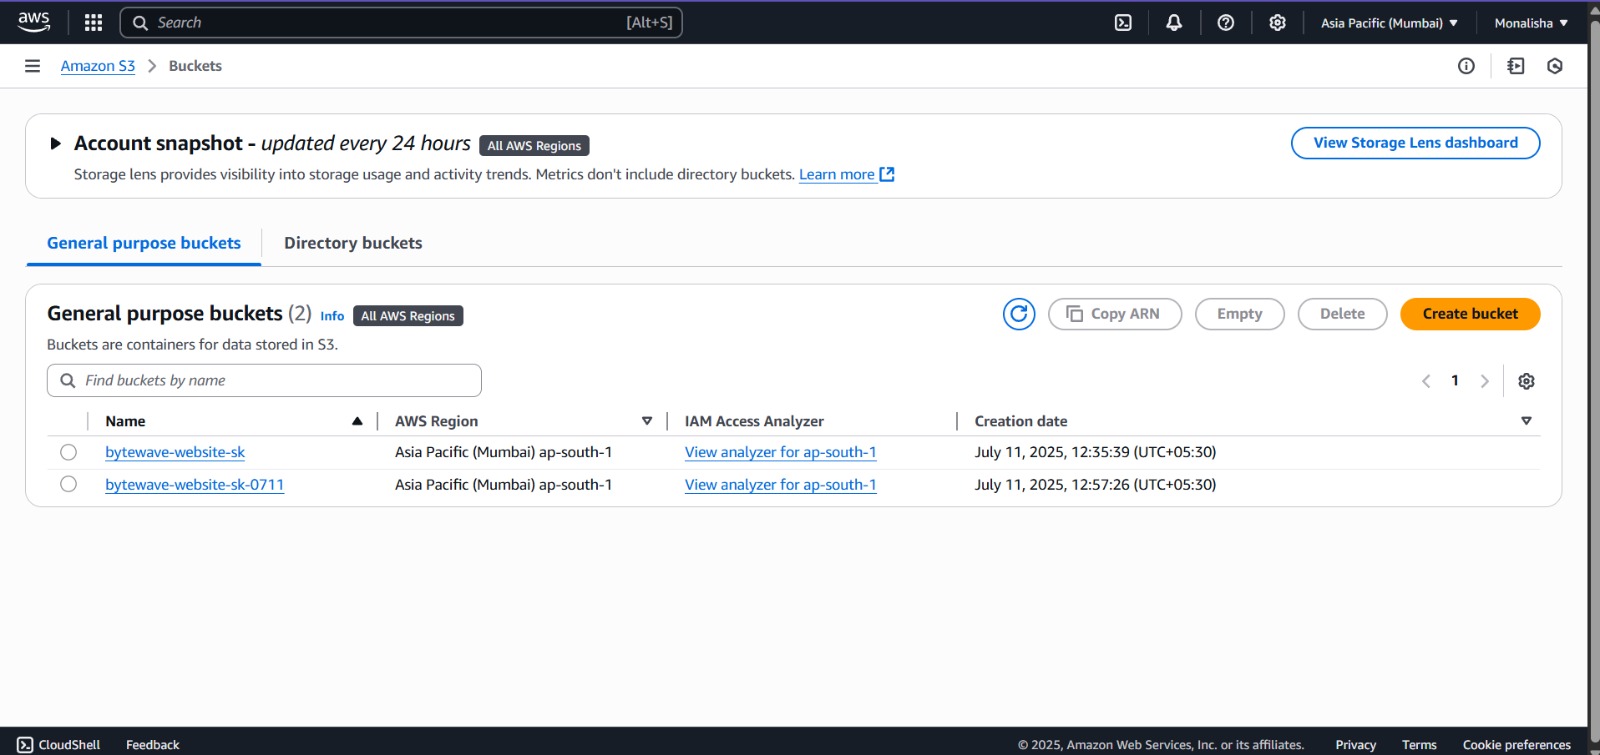 aws
Search [Alt+S]
Asia Pacific (Mumbai) ▼
Monalisha ▼
Amazon S3 > Buckets
Account snapshot - updated every 24 hours All AWS Regions
View Storage Lens dashboard
Storage lens provides visibility into storage usage and activity trends. Metrics don't include directory buckets. Learn more
General purpose buckets
Directory buckets
General purpose buckets (2) Info All AWS Regions
Copy ARN
Empty
Delete
Create bucket
Buckets are containers for data stored in S3.
Find buckets by name
1
Name AWS Region IAM Access Analyzer Creation date
bytewave-website-sk Asia Pacific (Mumbai) ap-south-1 View analyzer for ap-south-1 July 11, 2025, 12:35:39 (UTC+05:30)
bytewave-website-sk-0711 Asia Pacific (Mumbai) ap-south-1 View analyzer for ap-south-1 July 11, 2025, 12:57:26 (UTC+05:30)
CloudShell Feedback © 2025, Amazon Web Services, Inc. or its affiliates. Privacy Terms Cookie preferences